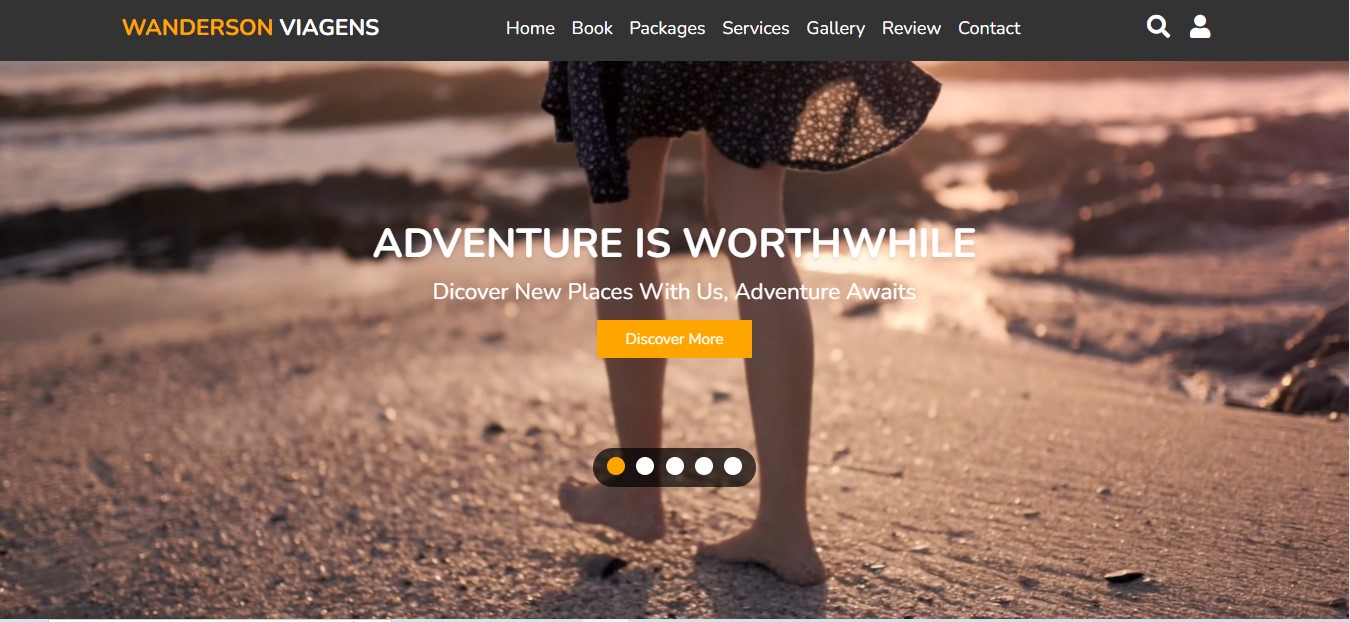 WANDERSON VIAGENS
Home Book Packages Services Gallery Review Contact
ADVENTURE IS WORTHWHILE
Dicover New Places With Us, Adventure Awaits
Discover More